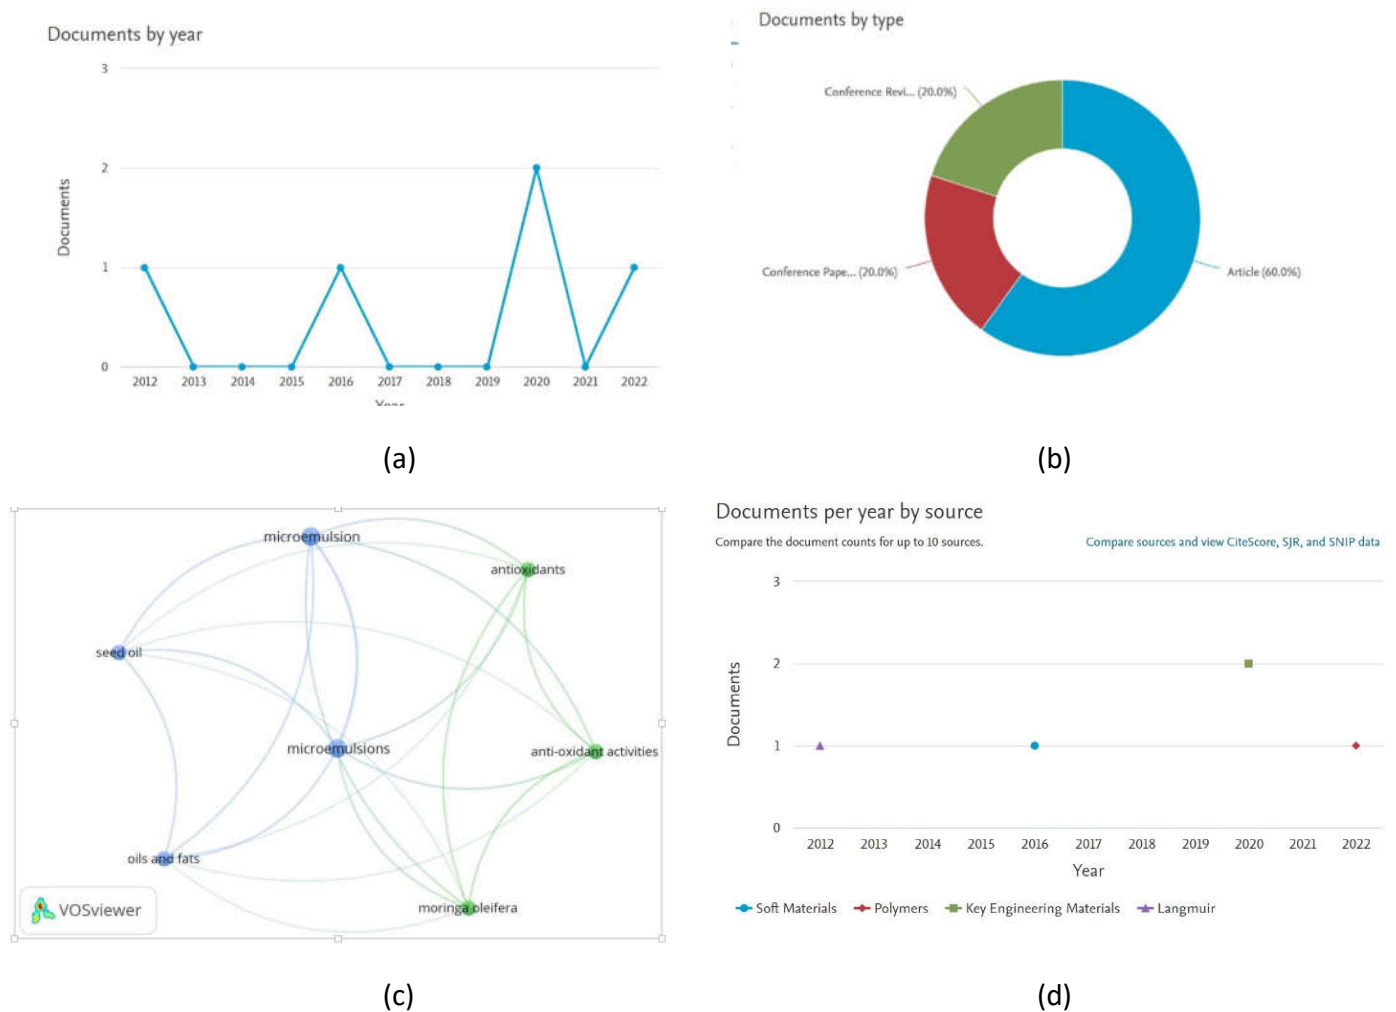 Documents by year
3
2
1
0
Documents
2012 2013 2014 2015 2016 2017 2018 2019 2020 2021 2022
Year
(a)
Documents by type
Conference Revi... (20.0%)
Conference Pape... (20.0%)
Article (60.0%)
(b)
microemulsion
antioxidants
seed oil
microemulsions
anti-oxidant activities
oils and fats
moringa oleifera
VOSviewer
(c)
Documents per year by source
Compare the document counts for up to 10 sources.
Compare sources and view CiteScore, SJR, and SNIP data
3
2
1
0
Documents
2012 2013 2014 2015 2016 2017 2018 2019 2020 2021 2022
Year
Soft Materials Polymers Key Engineering Materials Langmuir
(d)